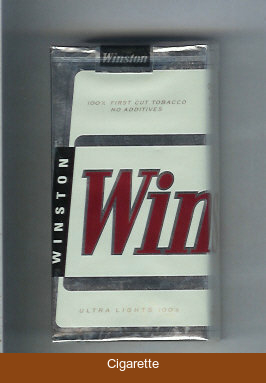 Winston
100% FIRST CUT TOBACCO
NO ADDITIVES
WINSTON
Win
ULTRA LIGHTS 100's
Cigarette